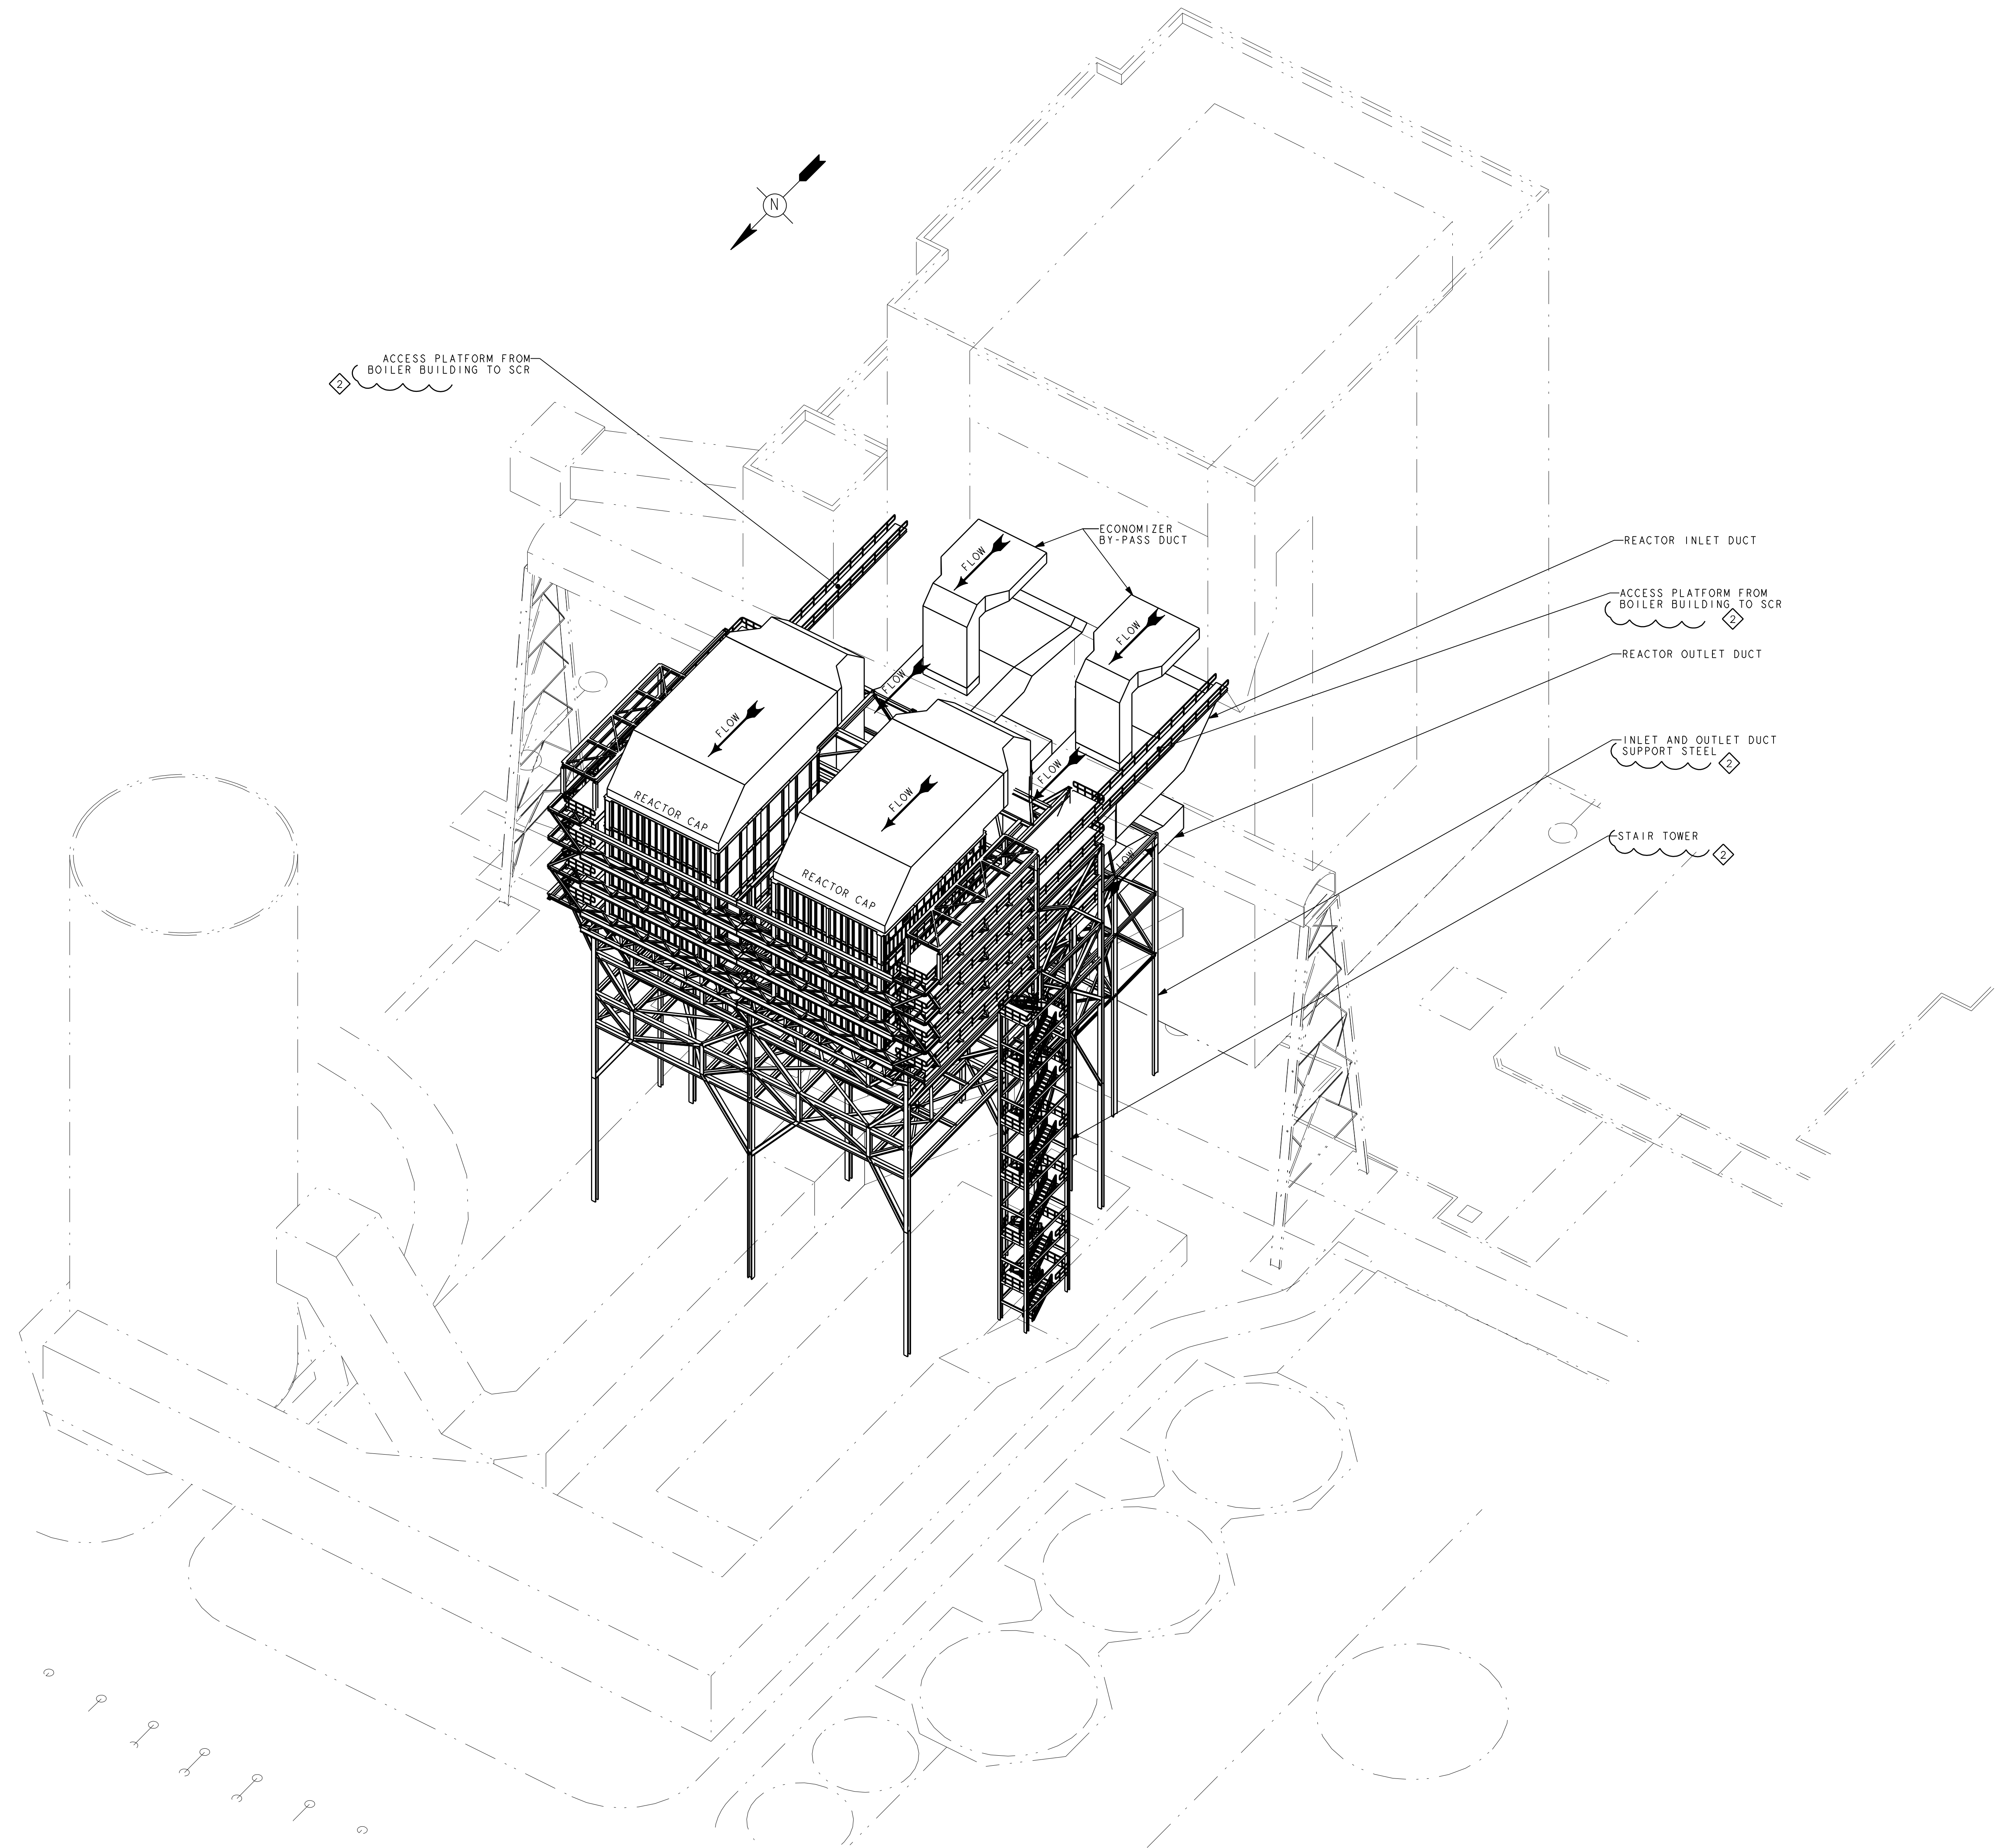 N
ACCESS PLATFORM FROM
BOILER BUILDING TO SCR
2
ECONOMIZER
BY-PASS DUCT
REACTOR INLET DUCT
ACCESS PLATFORM FROM
BOILER BUILDING TO SCR
2
REACTOR OUTLET DUCT
INLET AND OUTLET DUCT
SUPPORT STEEL
2
STAIR TOWER
2
FLOW
FLOW
FLOW
FLOW
FLOW
FLOW
FLOW
REACTOR CAP
REACTOR CAP